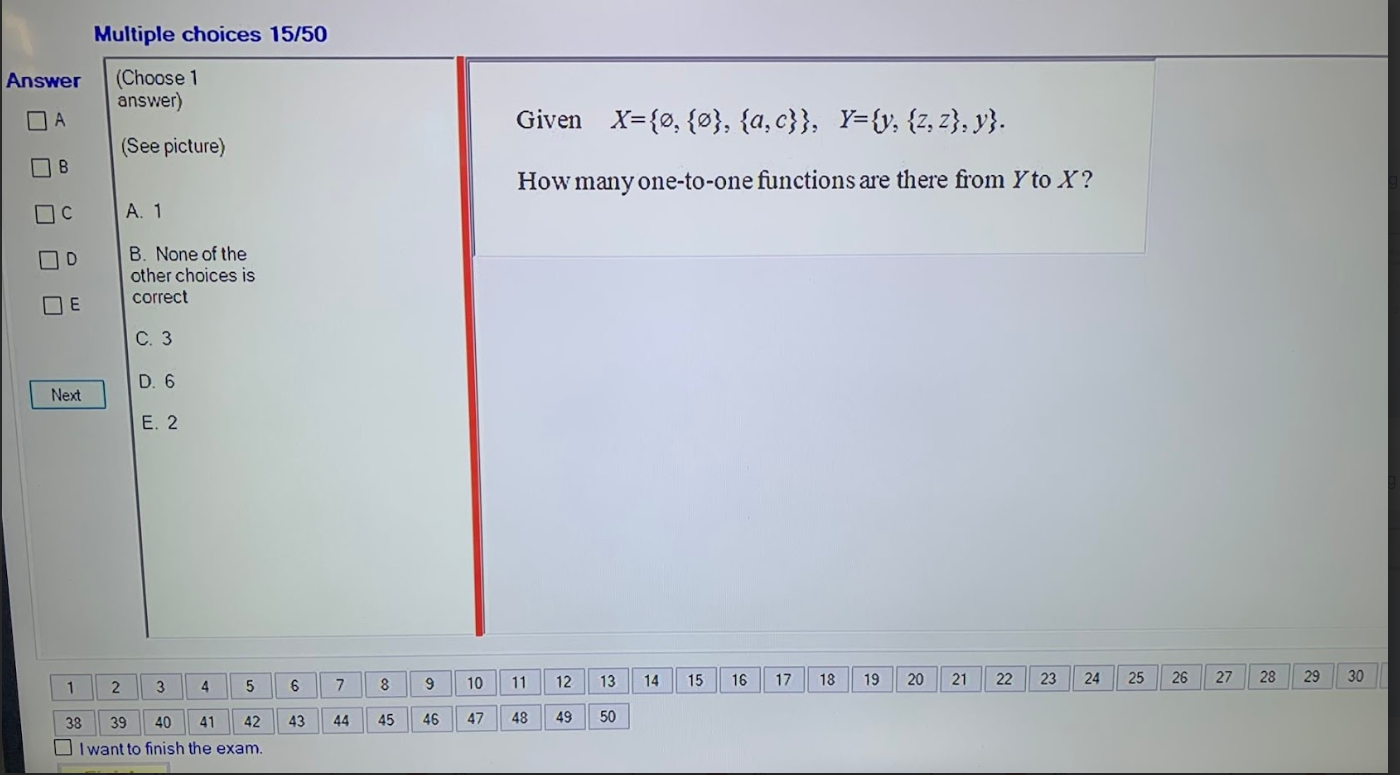 Multiple choices 15/50
Answer
A
B
C
D
E
Next
(Choose 1
answer)
(See picture)
A. 1
B. None of the
other choices is
correct
C. 3
D. 6
E. 2
Given X={ø, {ø}, {a, c}}, Y={y, {z, z}, y}.
How many one-to-one functions are there from Y to X?
1 2 3 4 5 6 7 8 9 10 11 12 13 14 15 16 17 18 19 20 21 22 23 24 25 26 27 28 29 30
38 39 40 41 42 43 44 45 46 47 48 49 50
I want to finish the exam.